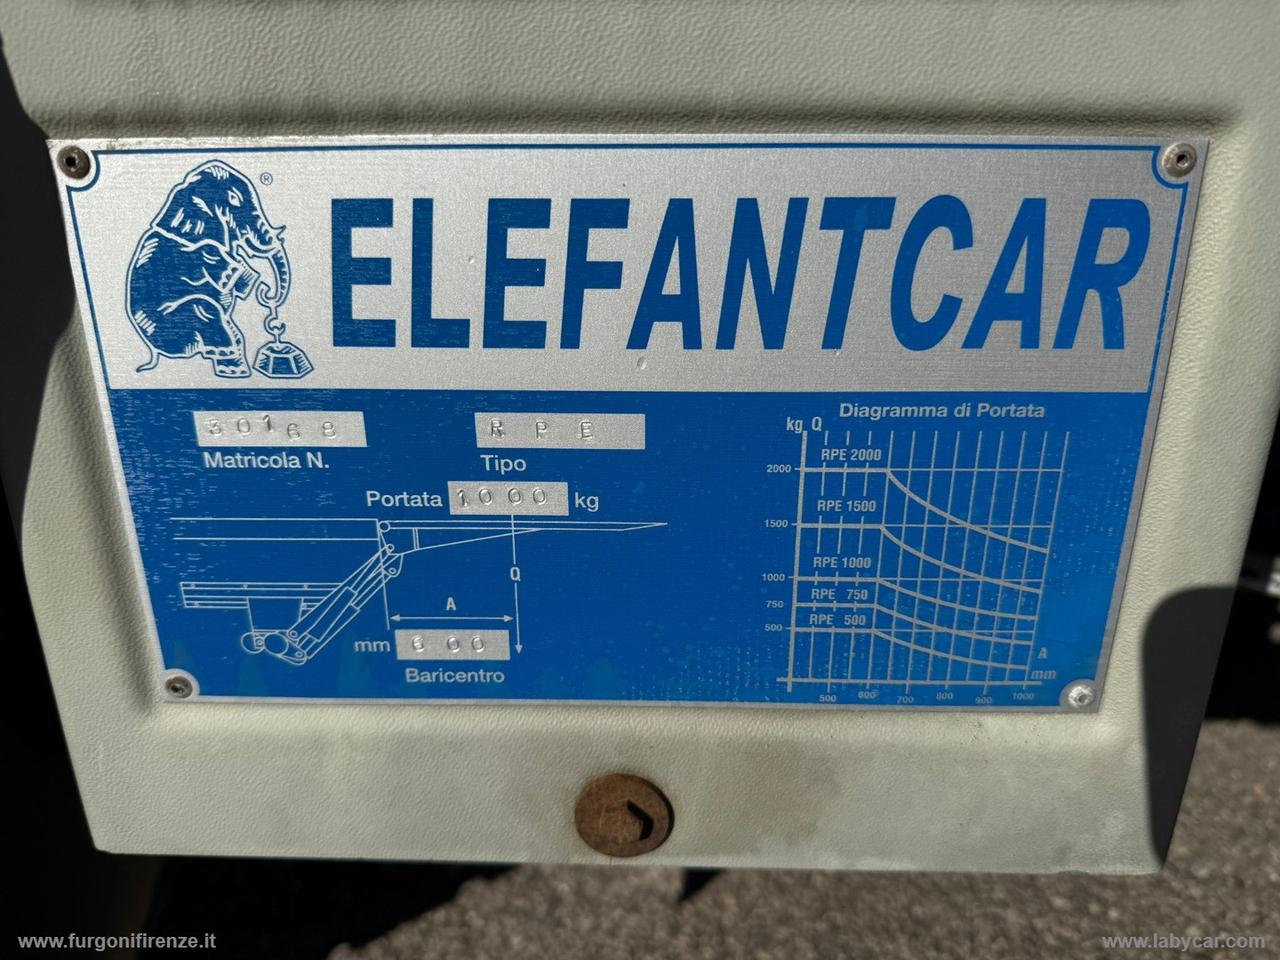 ®
ELEFANTCAR
30168
RPE
Matricola N.
Tipo
Portata 1000 kg
Q
A
mm 600
Baricentro
Diagramma di Portata
kg Q
RPE 2000
2000
RPE 1500
1500
RPE 1000
1000
RPE 750
750
RPE 500
500
A
mm
500 600 700 800 900 1000
www.furgonifirenze.it
www.labycar.com